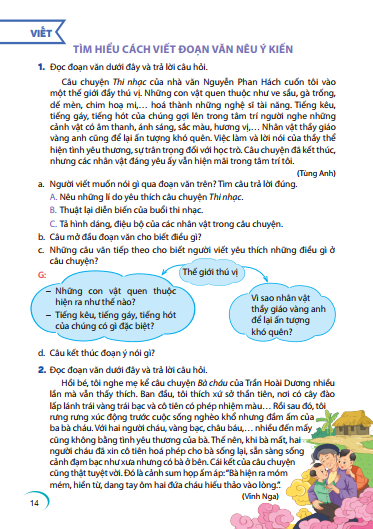 VIẾT
TÌM HIỂU CÁCH VIẾT ĐOẠN VĂN NÊU Ý KIẾN
1. Đọc đoạn văn dưới đây và trả lời câu hỏi.
Câu chuyện Thi nhạc của nhà văn Nguyễn Phan Hách cuốn tôi vào
một thế giới đầy thú vị. Những con vật quen thuộc như ve sầu, gà trống,
dế mèn, chim hoạ mi,... hoá thành những nghệ sĩ tài năng. Tiếng kêu,
tiếng gáy, tiếng hót của chúng gợi lên trong tâm trí người nghe những
cảnh vật có âm thanh, ánh sáng, sắc màu, hương vị,... Nhân vật thầy giáo
vàng anh cũng để lại ấn tượng khó quên. Việc làm và lời nói của thầy thể
hiện tình yêu thương, sự trân trọng đối với học trò. Câu chuyện đã kết thúc,
nhưng các nhân vật đáng yêu ấy vẫn hiện mãi trong tâm trí tôi.
(Tùng Anh)
a. Người viết muốn nói gì qua đoạn văn trên? Tìm câu trả lời đúng.
A. Nêu những lí do yêu thích câu chuyện Thi nhạc.
B. Thuật lại diễn biến của buổi thi nhạc.
C. Tả hình dáng, điệu bộ của các nhân vật trong câu chuyện.
b. Câu mở đầu đoạn văn cho biết điều gì?
c. Những câu văn tiếp theo cho biết người viết yêu thích những điều gì ở
câu chuyện?
G:
Thế giới thú vị
– Những con vật quen thuộc
hiện ra như thế nào?
– Tiếng kêu, tiếng gáy, tiếng hót
của chúng có gì đặc biệt?
Vì sao nhân vật
thầy giáo vàng anh
để lại ấn tượng
khó quên?
d. Câu kết thúc đoạn ý nói gì?
2. Đọc đoạn văn dưới đây và trả lời câu hỏi.
Hồi bé, tôi nghe mẹ kể câu chuyện Bà cháu của Trần Hoài Dương nhiều
lần mà vẫn thấy thích. Ban đầu, tôi thích xứ sở thần tiên, nơi có cây đào
lấp lánh trái vàng trái bạc và cô tiên có phép nhiệm màu... Rồi sau đó, tôi
rưng rưng xúc động trước cuộc sống nghèo khổ nhưng đầm ấm của
ba bà cháu. Với hai người cháu, vàng bạc, châu báu,... nhiều đến mấy
cũng không bằng tình yêu thương của bà. Thế nên, khi bà mất, hai
người cháu đã xin cô tiên hoá phép cho bà sống lại, sẵn sàng sống
cảnh đạm bạc như xưa nhưng có bà ở bên. Cái kết của câu chuyện
cũng thật tuyệt vời. Đó là cảnh sum họp ấm áp: "Bà hiện ra móm
mém, hiền từ, dang tay ôm hai đứa cháu hiếu thảo vào lòng.".
(Vĩnh Nga)
14